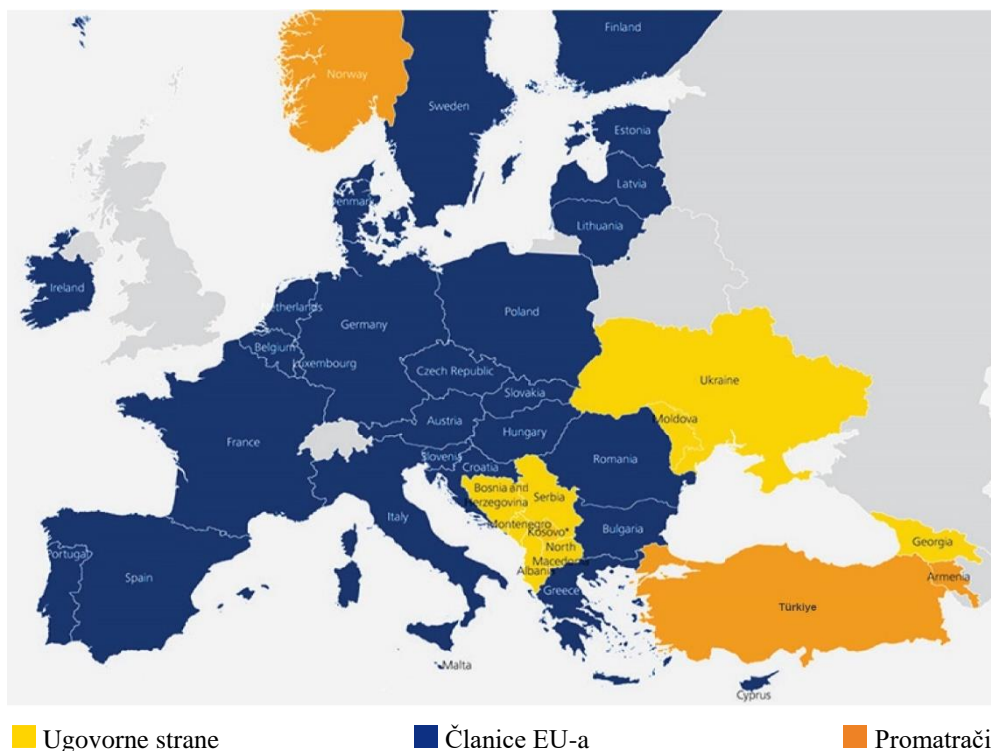 Finland
Norway
Sweden
Estonia
Latvia
Denmark
Lithuania
Ireland
Netherlands
Poland
Germany
Belgium
Luxembourg
Czech Republic
Ukraine
Slovakia
Austria
Moldova
Hungary
France
Slovenia
Romania
Croatia
Bosnia and
Herzegovina
Serbia
Italy
Montenegro
Kosovo*
Bulgaria
Georgia
North
Macedonia
Portugal
Albania
Spain
Armenia
Greece
Türkiye
Malta
Cyprus
Ugovorne strane
Članice EU-a
Promatrači